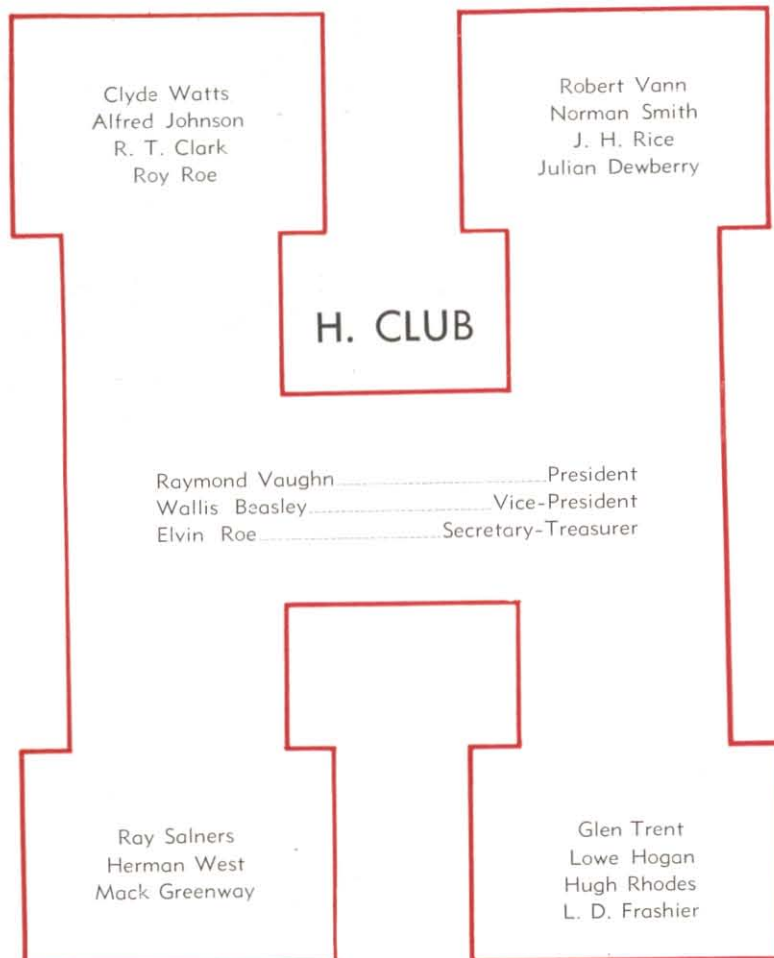 Clyde Watts
Alfred Johnson
R. T. Clark
Roy Roe
Robert Vann
Norman Smith
J. H. Rice
Julian Dewberry
H. CLUB
Raymond Vaughn President
Wallis Beasley Vice-President
Elvin Roe Secretary-Treasurer
Ray Salners
Herman West
Mack Greenway
Glen Trent
Lowe Hogan
Hugh Rhodes
L. D. Frashier